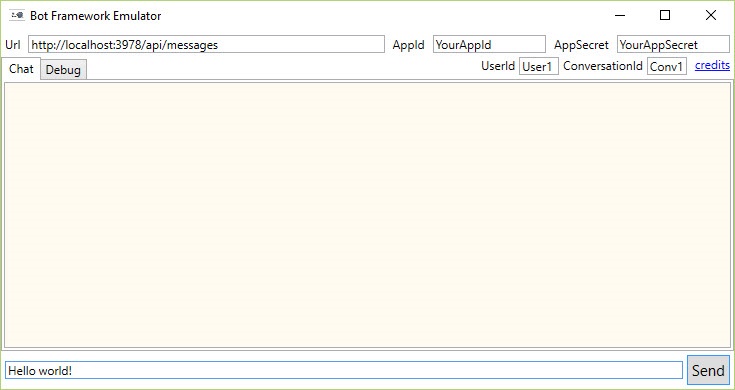 Bot Framework Emulator
Url http://localhost:3978/api/messages AppId YourAppId AppSecret YourAppSecret
Chat Debug UserId User1 ConversationId Conv1 credits
Hello world! Send